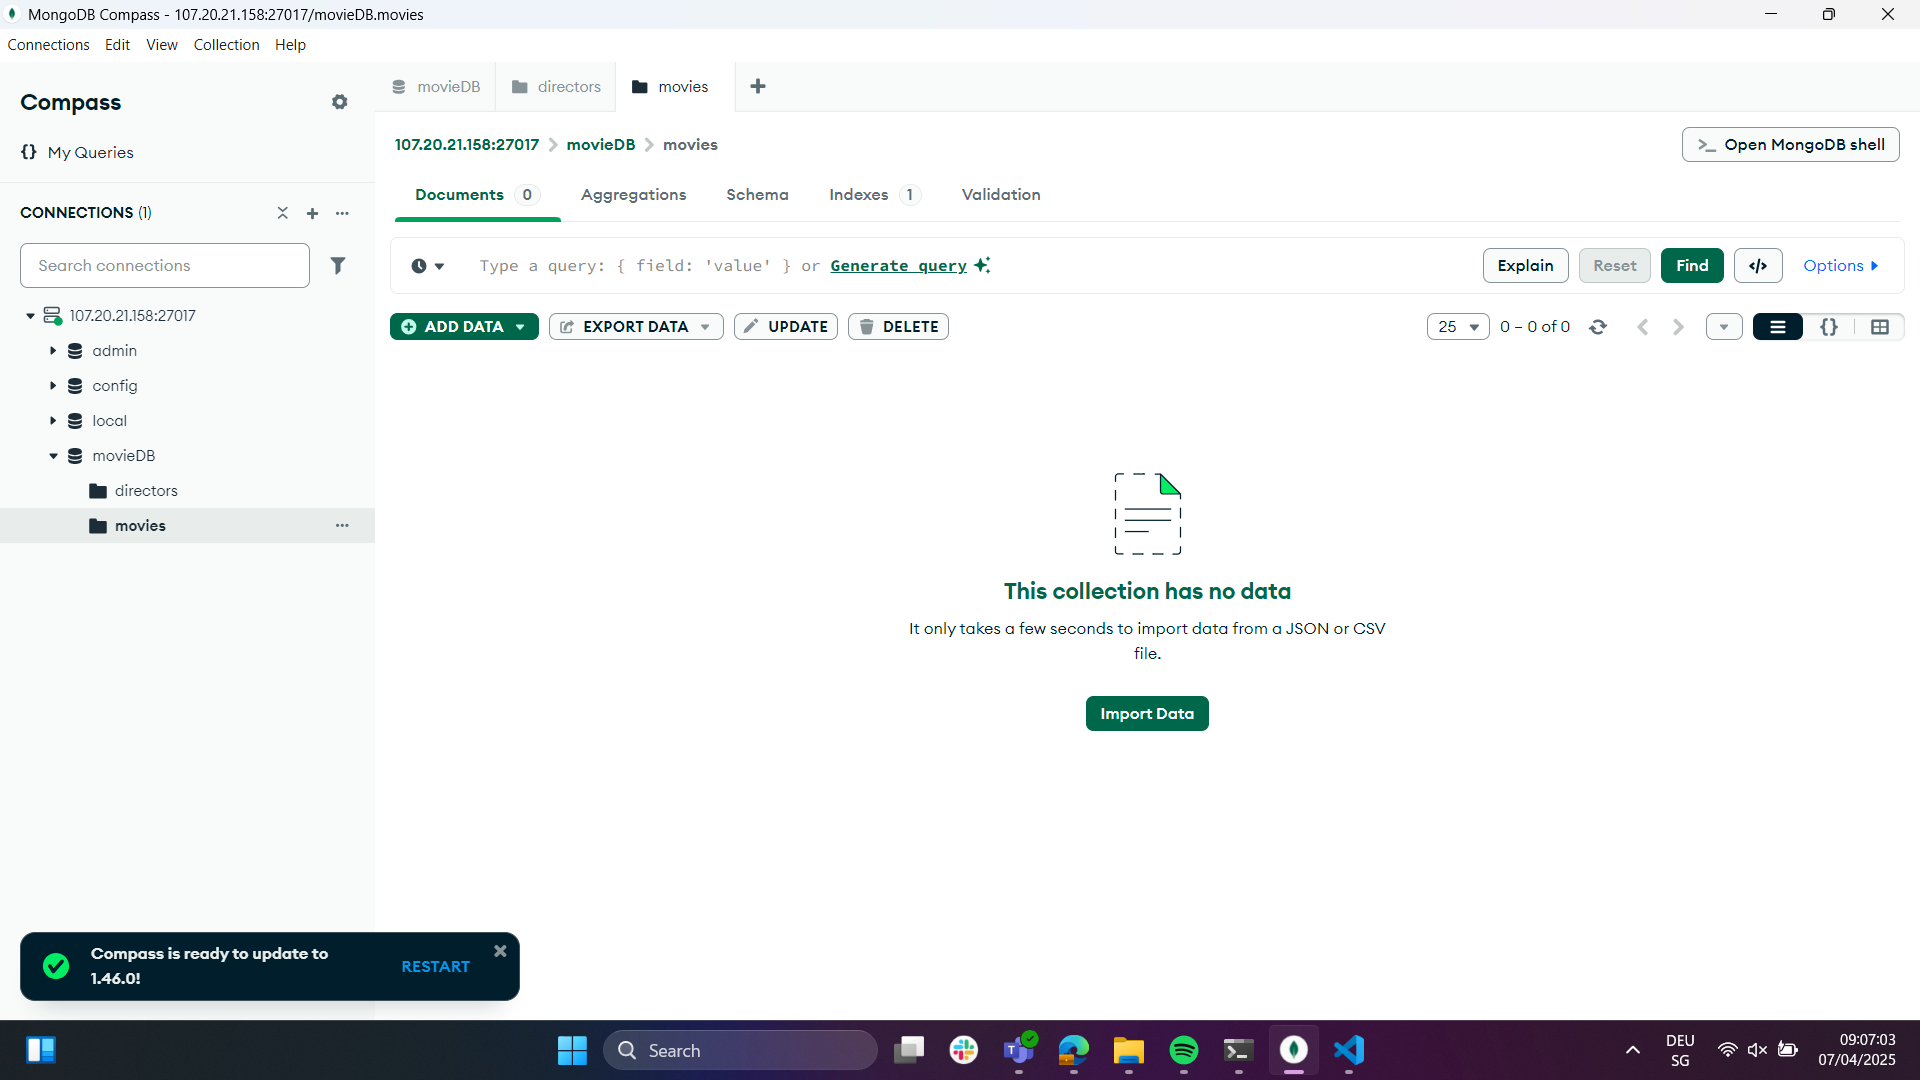 MongoDB Compass - 107.20.21.158:27017/movieDB.movies
Connections Edit View Collection Help
Compass
movieDB directors movies
My Queries
107.20.21.158:27017 movieDB movies
>_ Open MongoDB shell
Documents 0 Aggregations Schema Indexes 1 Validation
CONNECTIONS (1)
Search connections
Type a query: { field: 'value' } or Generate query
Explain Reset Find </> Options
107.20.21.158:27017
ADD DATA EXPORT DATA UPDATE DELETE
25 0 – 0 of 0
{}
admin
config
local
movieDB
directors
movies
This collection has no data
It only takes a few seconds to import data from a JSON or CSV
file.
Import Data
Compass is ready to update to
1.46.0!
RESTART
Search
DEU
SG
09:07:03
07/04/2025